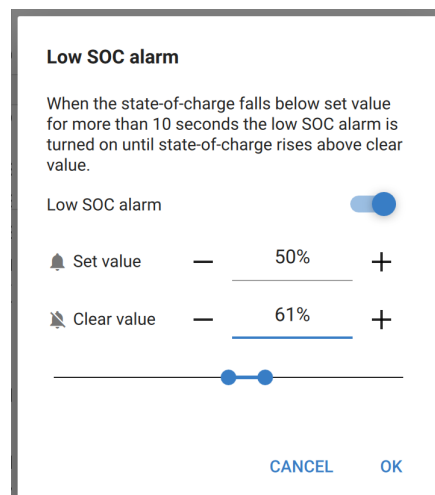 Low SOC alarm
When the state-of-charge falls below set value
for more than 10 seconds the low SOC alarm is
turned on until state-of-charge rises above clear
value.
Low SOC alarm
Set value — 50% +
Clear value — 61% +
CANCEL OK